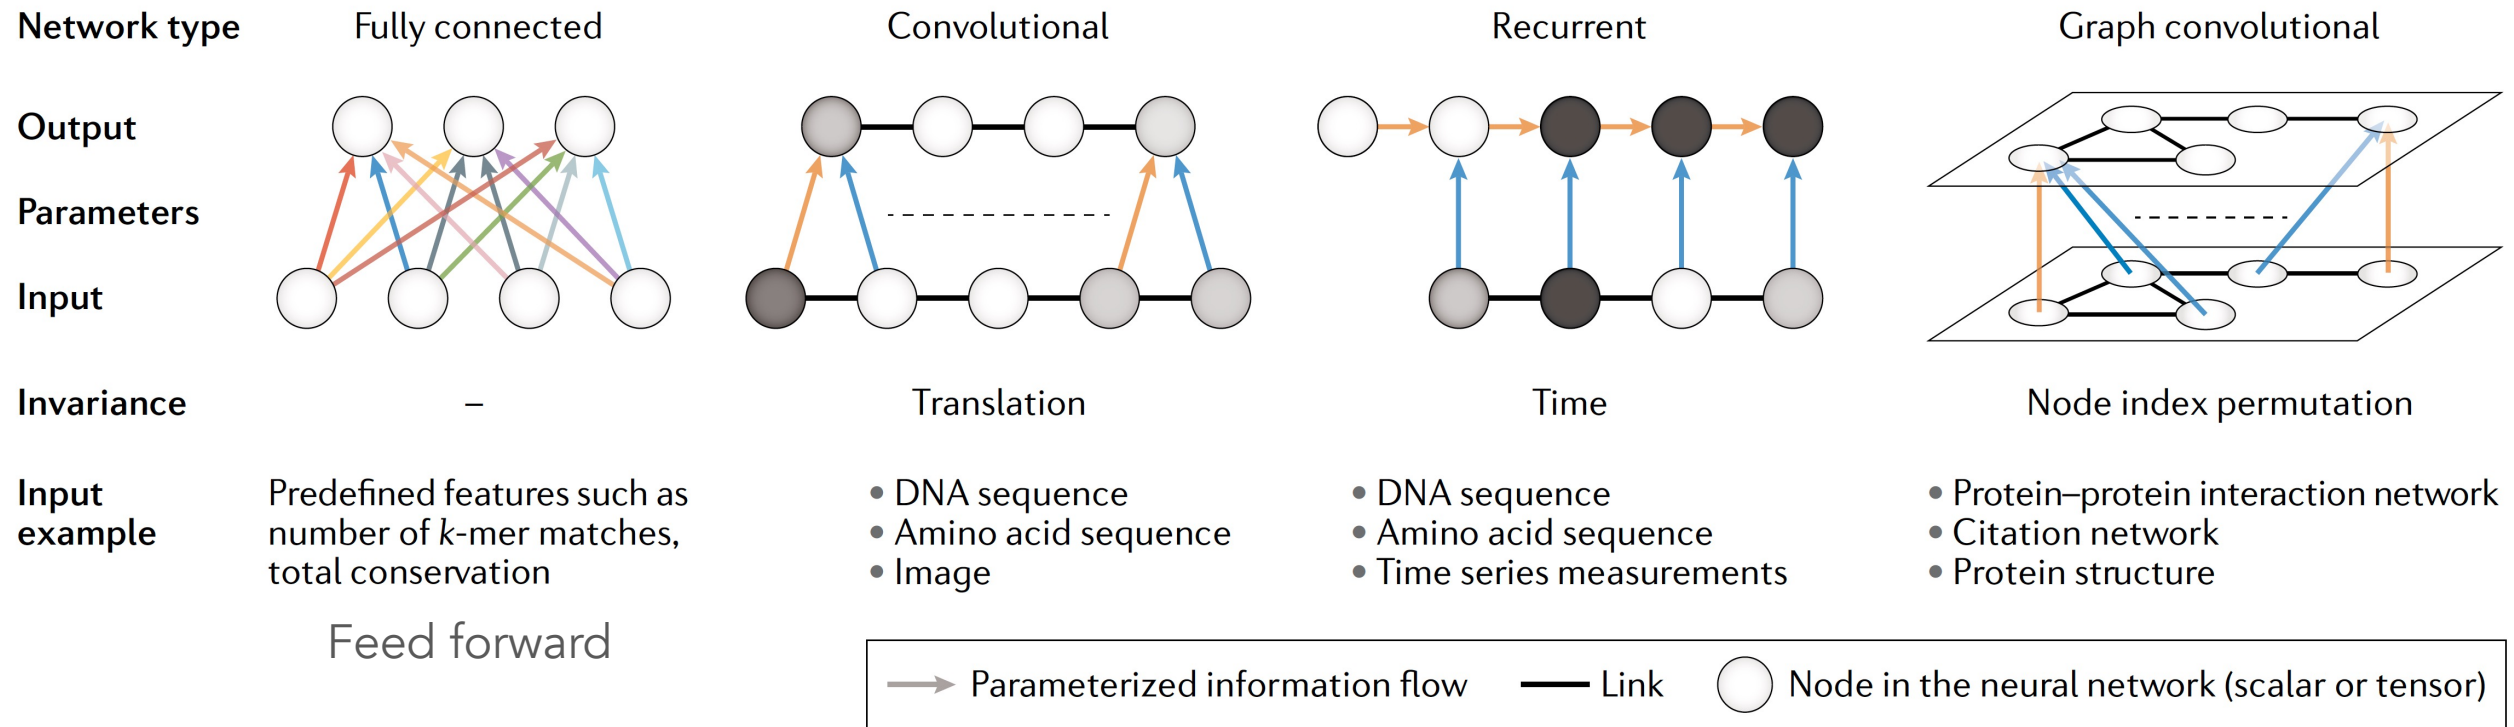 Network type Fully connected Convolutional Recurrent Graph convolutional
Output
Parameters
Input
Invariance – Translation Time Node index permutation
Input example
Predefined features such as
number of k-mer matches,
total conservation
• DNA sequence
• Amino acid sequence
• Image
• DNA sequence
• Amino acid sequence
• Time series measurements
• Protein–protein interaction network
• Citation network
• Protein structure
Feed forward
Parameterized information flow Link Node in the neural network (scalar or tensor)